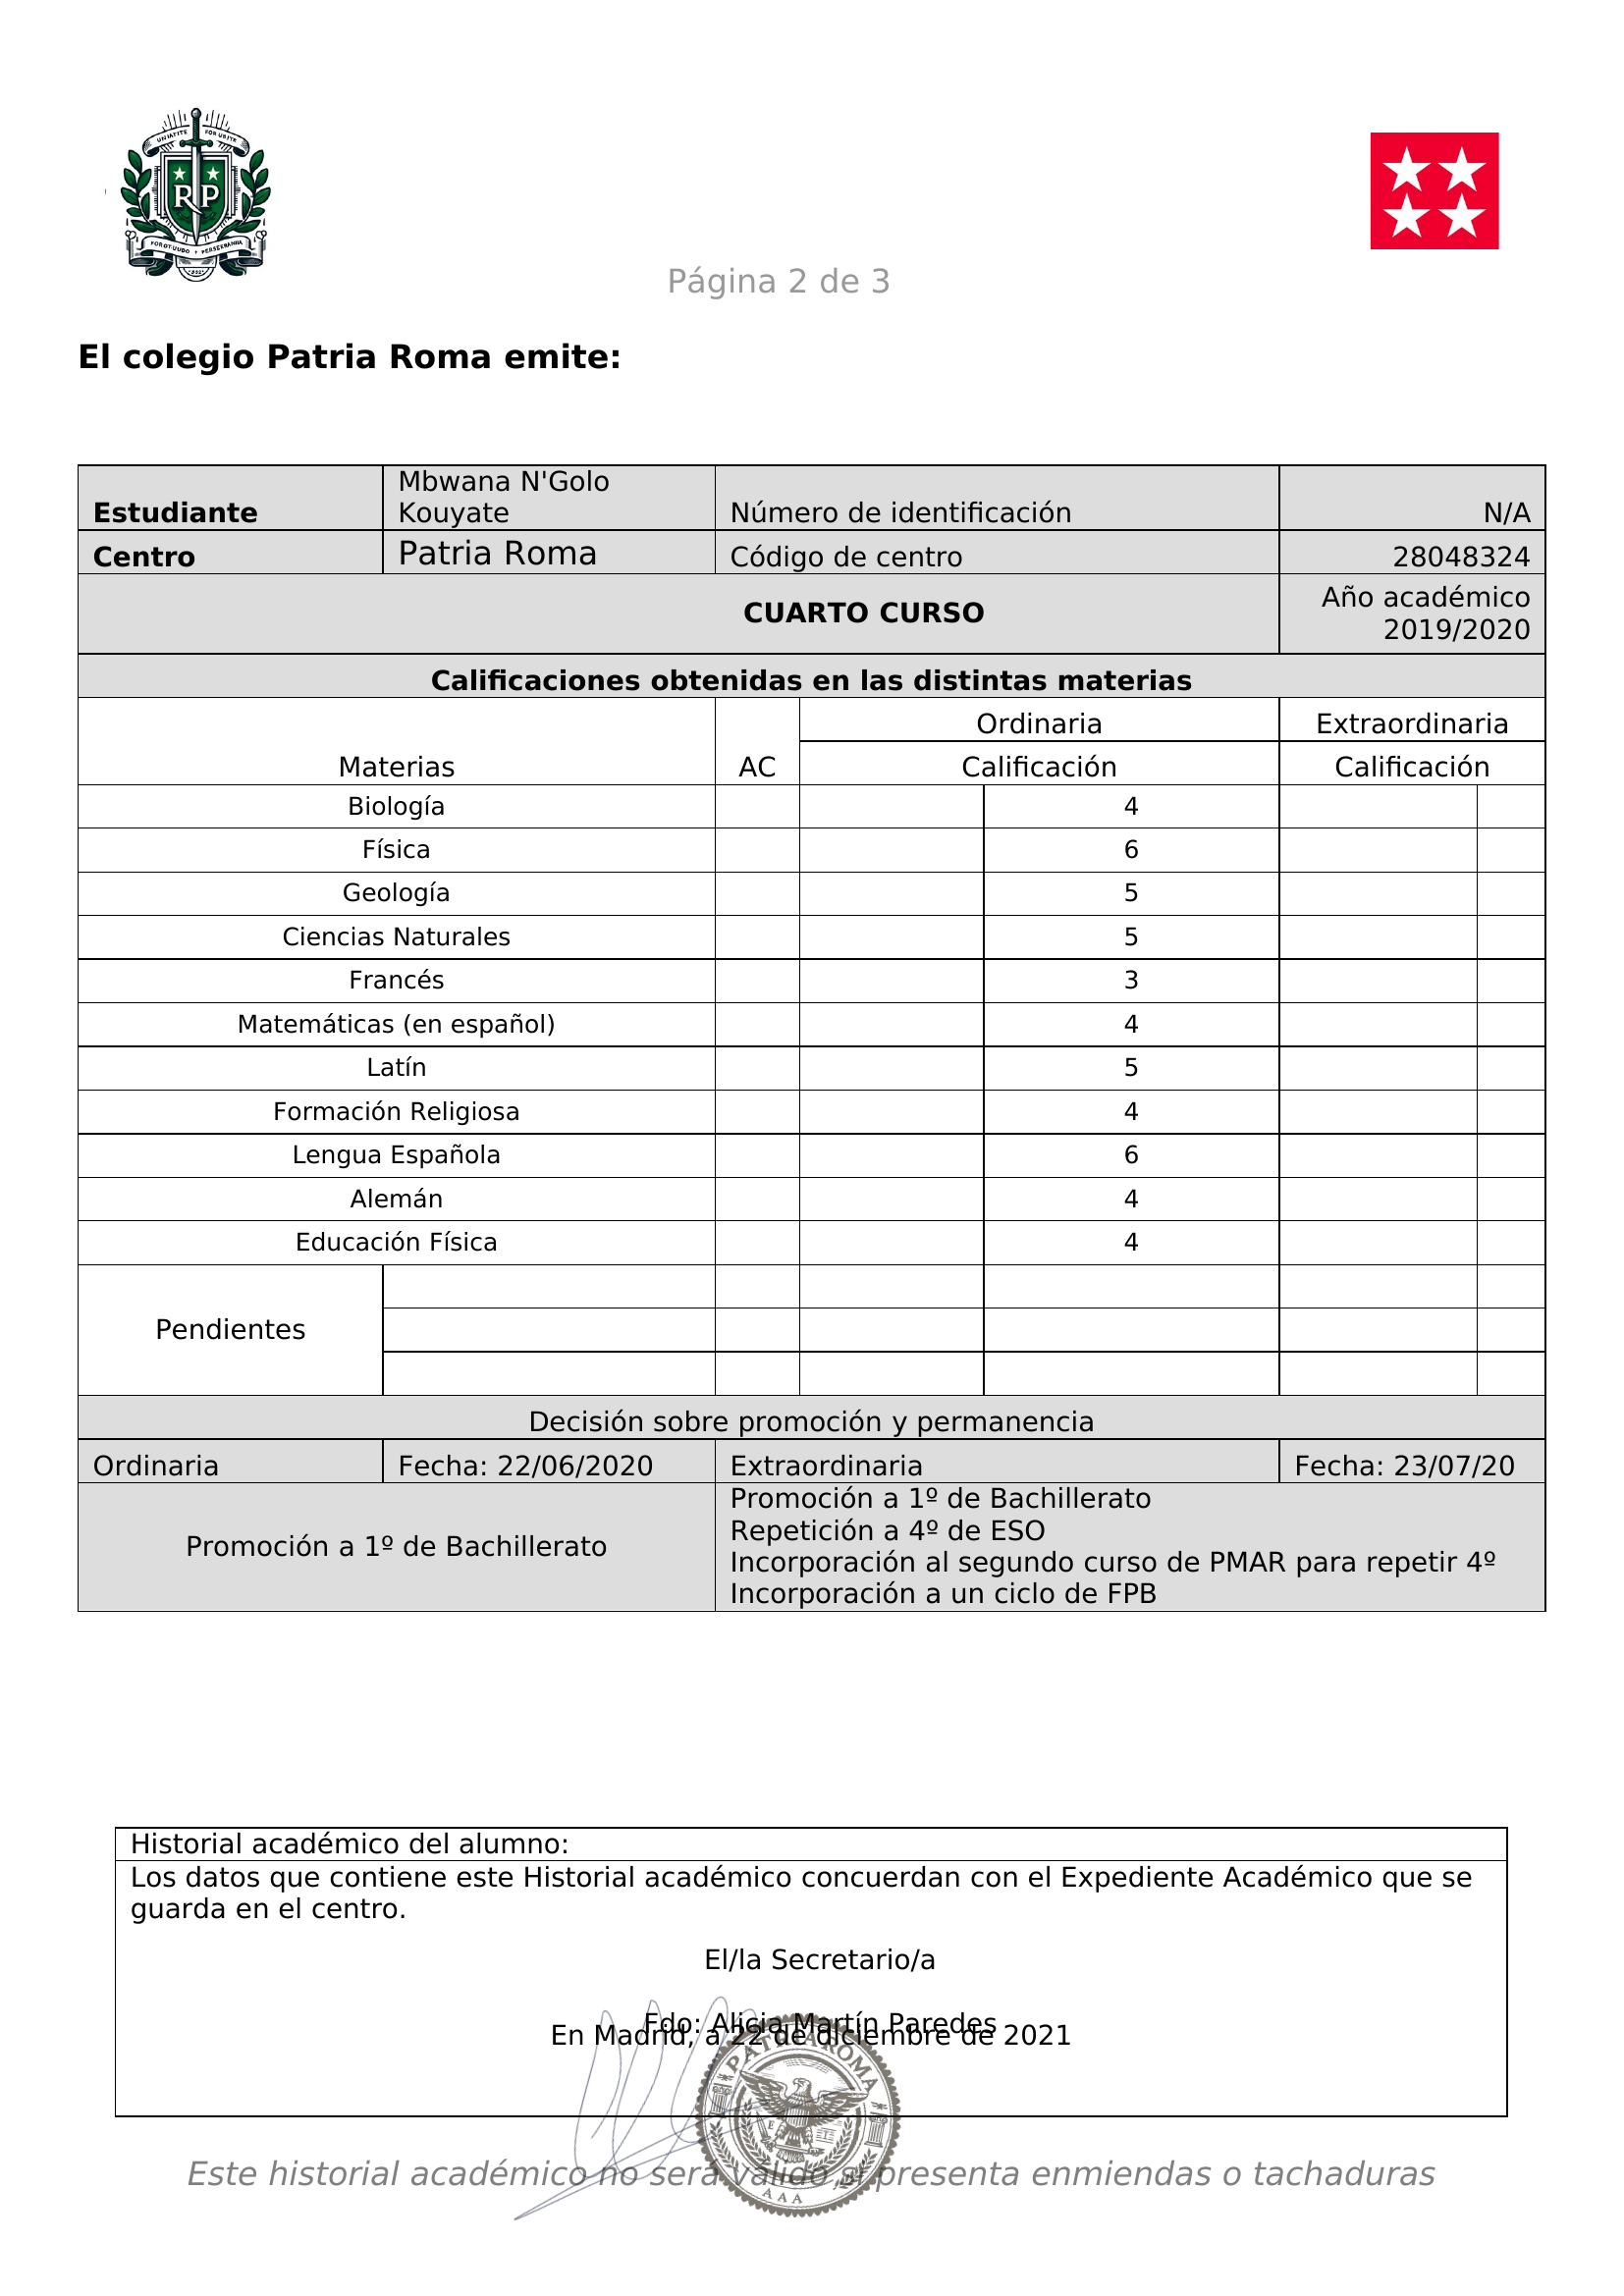 RP
Página 2 de 3
El colegio Patria Roma emite:
Estudiante
Mbwana N'Golo
Kouyate
Número de identificación
N/A
Centro
Patria Roma
Código de centro
28048324
CUARTO CURSO
Año académico
2019/2020
Calificaciones obtenidas en las distintas materias
Materias
AC
Ordinaria
Extraordinaria
Calificación
Calificación
Biología 4
Física 6
Geología 5
Ciencias Naturales 5
Francés 3
Matemáticas (en español) 4
Latín 5
Formación Religiosa 4
Lengua Española 6
Alemán 4
Educación Física 4
Pendientes
Decisión sobre promoción y permanencia
Ordinaria
Fecha: 22/06/2020
Extraordinaria
Fecha: 23/07/20
Promoción a 1º de Bachillerato
Promoción a 1º de Bachillerato
Repetición a 4º de ESO
Incorporación al segundo curso de PMAR para repetir 4º
Incorporación a un ciclo de FPB
Historial académico del alumno:
Los datos que contiene este Historial académico concuerdan con el Expediente Académico que se
guarda en el centro.
El/la Secretario/a
Fdo: Alicia Martín Paredes
En Madrid, a 22 de diciembre de 2021
PATRIA ROMA
AAA
Este historial académico no será válido si presenta enmiendas o tachaduras